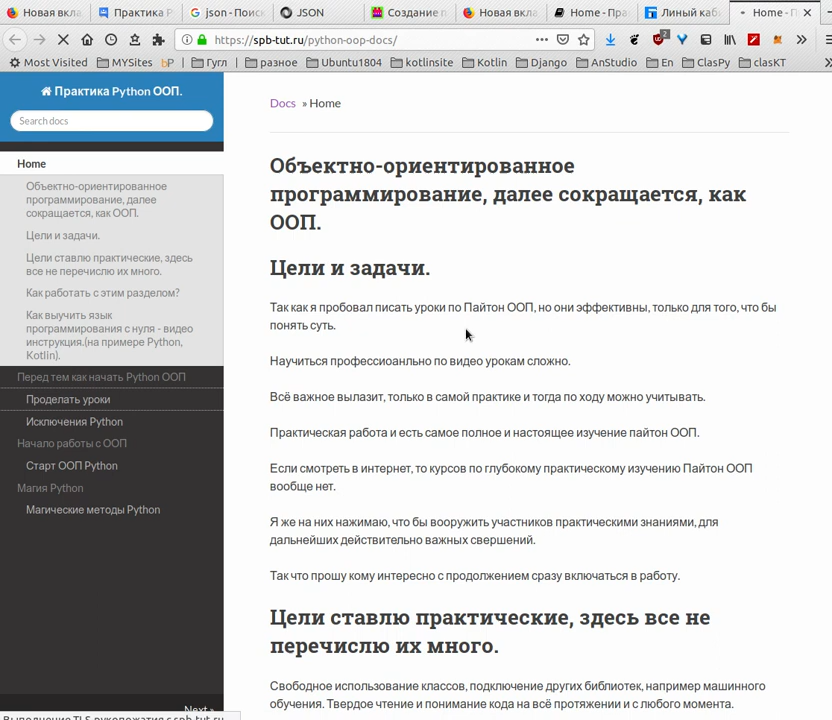 Новая вкла
Практика Р
json - Поис
JSON
Создание г
Новая вкла
Home - Пра
Личный каб
Home - П
https://spb-tut.ru/python-oop-docs/
2
Most Visited
MYSites
bP
Гугл
разное
Ubuntu1804
kotlinsite
Kotlin
Django
AnStudio
En
ClasPy
clasKT
Практика Python ООП.
Search docs
Home
Объектно-ориентированное
программирование, далее
сокращается, как ООП.
Цели и задачи.
Цели ставлю практические, здесь
все не перечислю их много.
Как работать с этим разделом?
Как выучить язык
программирования с нуля - видео
инструкция.(на примере Python,
Kotlin).
Перед тем как начать Python ООП
Проделать уроки
Исключения Python
Начало работы с ООП
Старт ООП Python
Магия Python
Магические методы Python
Next »
Выполнение TLS-рукопожатия с spb-tut.ru
Docs » Home
Объектно-ориентированное
программирование, далее сокращается, как
ООП.
Цели и задачи.
Так как я пробовал писать уроки по Пайтон ООП, но они эффективны, только для того, что бы
понять суть.
Научиться профессиоанльно по видео урокам сложно.
Всё важное вылазит, только в самой практике и тогда по ходу можно учитывать.
Практическая работа и есть самое полное и настоящее изучение пайтон ООП.
Если смотреть в интернет, то курсов по глубокому практическому изучению Пайтон ООП
вообще нет.
Я же на них нажимаю, что бы вооружить участников практическими знаниями, для
дальнейших действительно важных свершений.
Так что прошу кому интересно с продолжением сразу включаться в работу.
Цели ставлю практические, здесь все не
перечислю их много.
Свободное использование классов, подключение других библиотек, например машинного
обучения. Твердое чтение и понимание кода на всё протяжении и с любого момента.